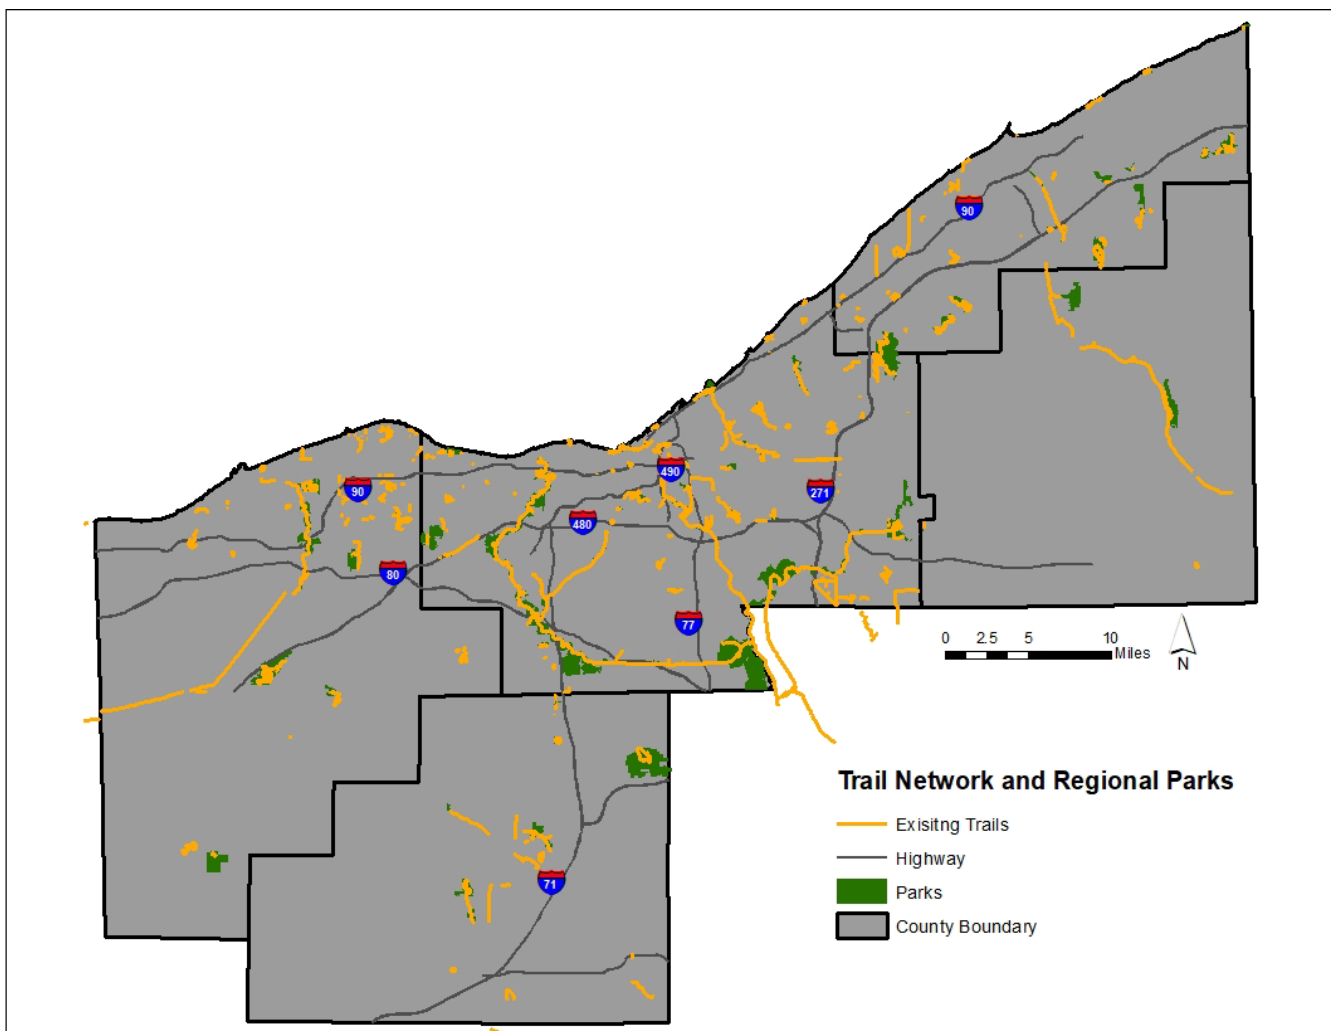 90
90
490
271
480
80
77
0 2.5 5 10
Miles
N
Trail Network and Regional Parks
Exisitng Trails
Highway
Parks
71
County Boundary